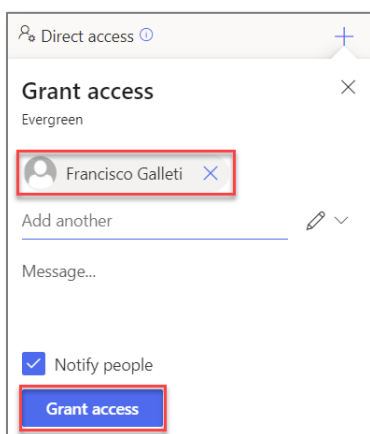 Direct access
Grant access
Evergreen
Francisco Galleti
Add another
Message...
Notify people
Grant access